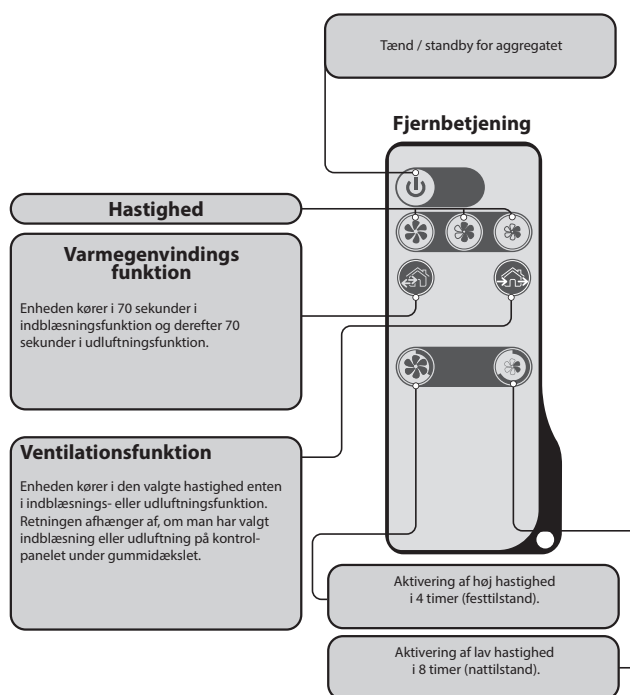 Tænd / standby for aggregatet
Fjernbetjening
Hastighed
Varmegenvindings
funktion
Enheden kører i 70 sekunder i
indblæsningsfunktion og derefter 70
sekunder i udluftningsfunktion.
Ventilationsfunktion
Enheden kører i den valgte hastighed enten
i indblæsnings- eller udluftningsfunktion.
Retningen afhænger af, om man har valgt
indblæsning eller udluftning på kontrol-
panelet under gummidækslet.
Aktivering af høj hastighed
i 4 timer (festtilstand).
Aktivering af lav hastighed
i 8 timer (nattilstand).